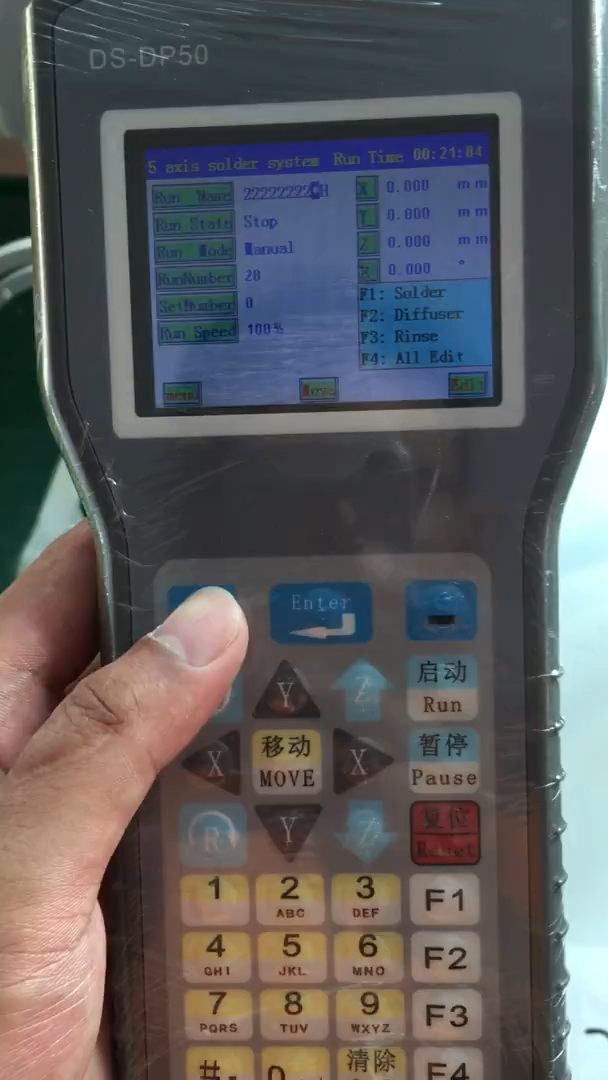 DS-DP50
5 axis solder system Run Time 00:21:84
Run Name
X 0.000 mm
Run State Stop
Y 0.000 mm
Run Mode Manual
Z 0.000 mm
RunNumber 28
R 0.000 °
SetNumber 0
F1: Solder
Run Speed 100%
F2: Diffuser
F3: Rinse
F4: All Edit
Move Edit
Enter
Y Z 启动
Run
X 移动 X 暂停
MOVE Pause
R Y Z 复位
Reset
1 2 3 F1
ABC DEF
4 5 6 F2
GHI JKL MNO
7 8 9 F3
PQRS TUV WXYZ
#. 0 清除 F4